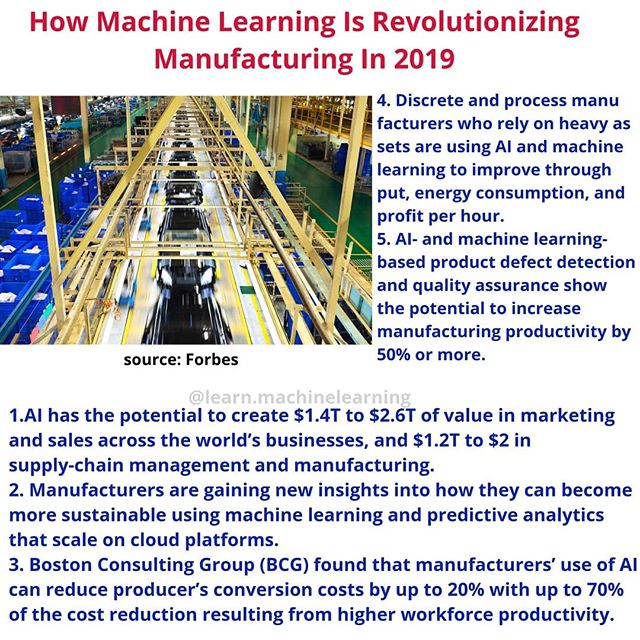 How Machine Learning Is Revolutionizing
Manufacturing In 2019
4. Discrete and process manu
facturers who rely on heavy as
sets are using AI and machine
learning to improve through
put, energy consumption, and
profit per hour.
5. AI- and machine learning-
based product defect detection
and quality assurance show
the potential to increase
manufacturing productivity by
50% or more.
source: Forbes
@learn.machinelearning
1.AI has the potential to create $1.4T to $2.6T of value in marketing
and sales across the world’s businesses, and $1.2T to $2 in
supply-chain management and manufacturing.
2. Manufacturers are gaining new insights into how they can become
more sustainable using machine learning and predictive analytics
that scale on cloud platforms.
3. Boston Consulting Group (BCG) found that manufacturers’ use of AI
can reduce producer’s conversion costs by up to 20% with up to 70%
of the cost reduction resulting from higher workforce productivity.